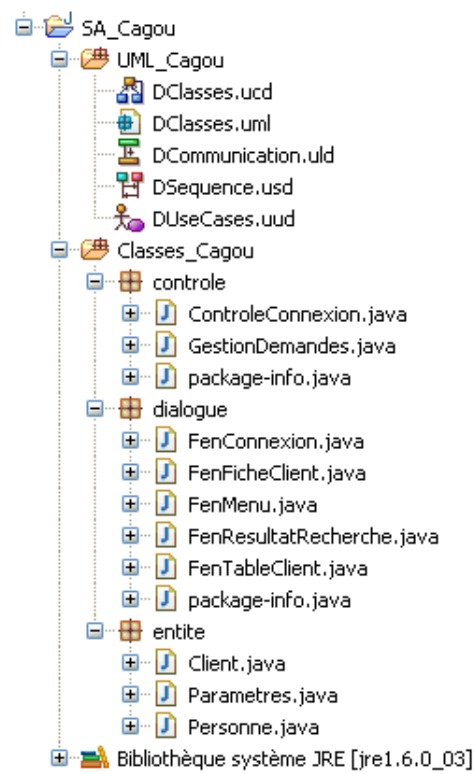 SA_Cagou
UML_Cagou
DClasses.ucd
DClasses.uml
DCommunication.uld
DSequence.usd
DUseCases.uud
Classes_Cagou
controle
ControleConnexion.java
GestionDemandes.java
package-info.java
dialogue
FenConnexion.java
FenFicheClient.java
FenMenu.java
FenResultatRecherche.java
FenTableClient.java
package-info.java
entite
Client.java
Parametres.java
Personne.java
Bibliothèque système JRE [jre1.6.0_03]